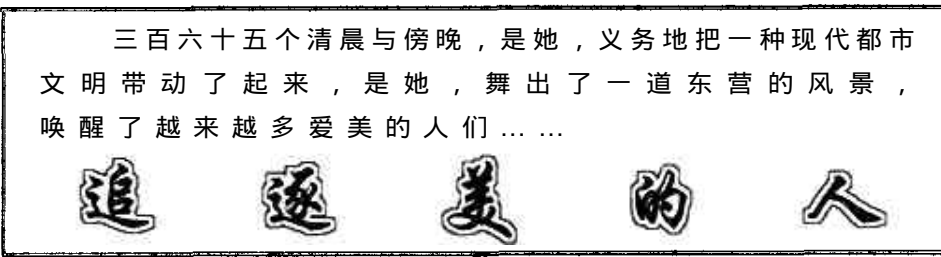 三百六十五个清晨与傍晚，是她，义务地把一种现代都市
文明带动了起来，是她，舞出了一道东营的风景，
唤醒了越来越多爱美的人们……
追逐美的人